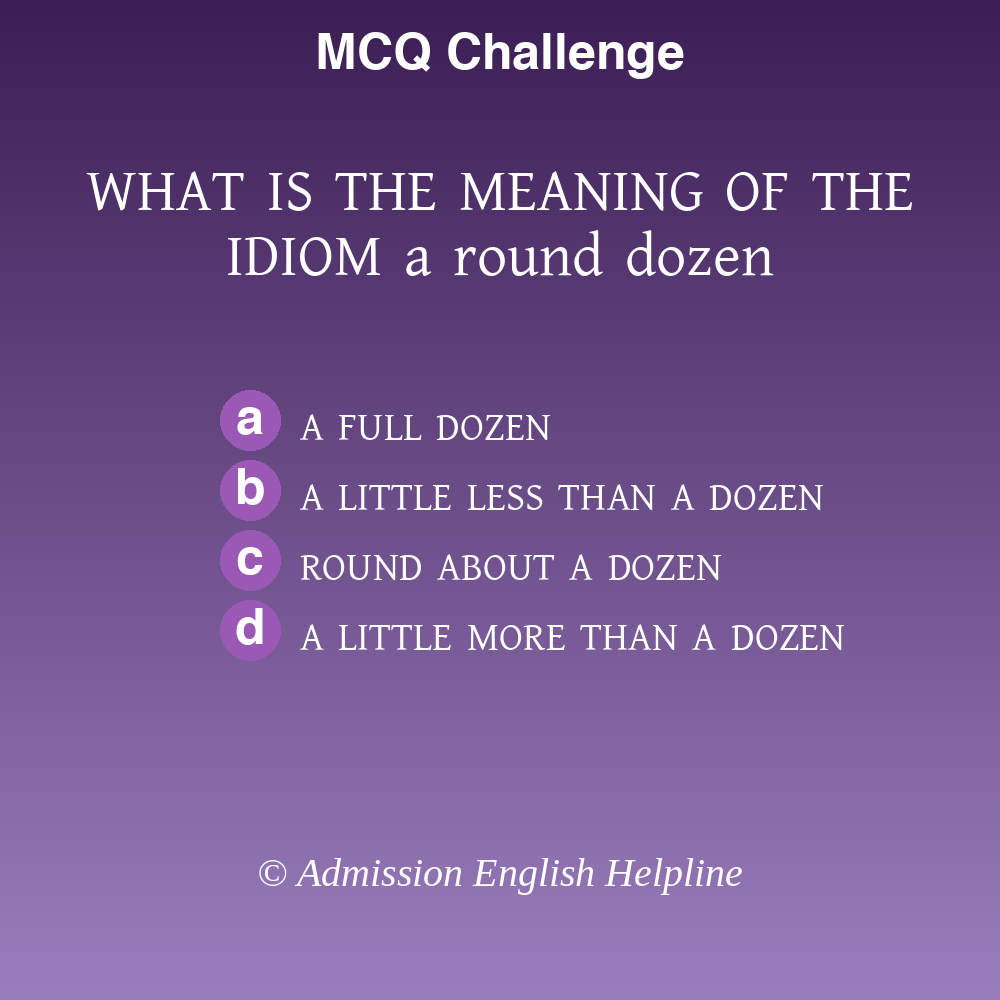 MCQ Challenge
WHAT IS THE MEANING OF THE
IDIOM a round dozen
a A FULL DOZEN
b A LITTLE LESS THAN A DOZEN
c ROUND ABOUT A DOZEN
d A LITTLE MORE THAN A DOZEN
© Admission English Helpline